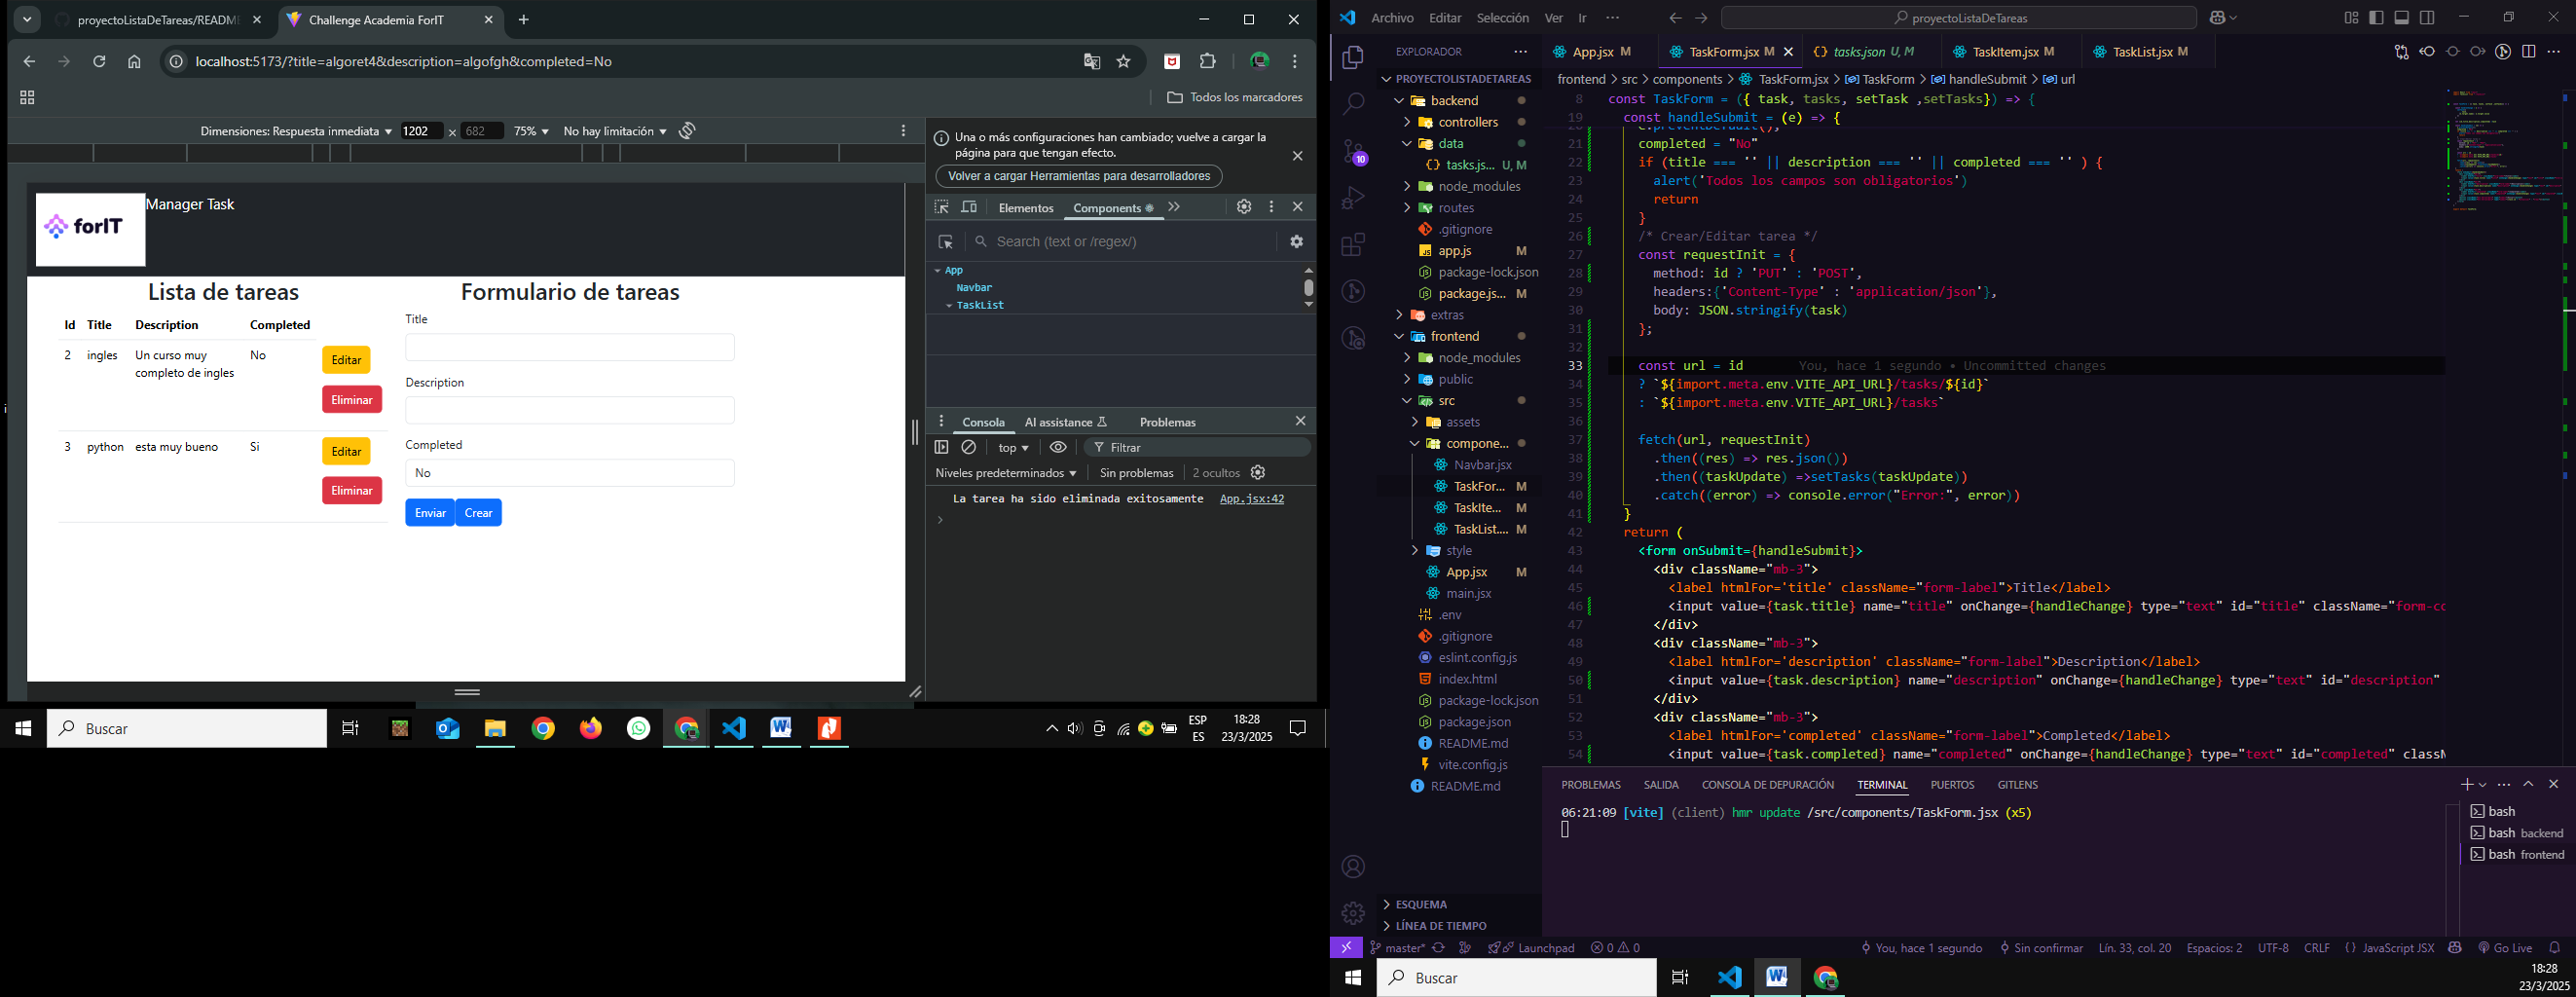 proyectoListaDeTareas/READM
Challenge Academia ForIT
localhost:5173/?title=algoret4&description=algofgh&completed=No
Todos los marcadores
Dimensiones: Respuesta inmediata
1202 × 682
75%
No hay limitación
Una o más configuraciones han cambiado; vuelve a cargar la
página para que tengan efecto.
Volver a cargar Herramientas para desarrolladores
Elementos
Components
Search (text or /regex/)
App
Navbar
TaskList
forIT
Manager Task
Lista de tareas
Id Title Description Completed
2 ingles Un curso muy No
completo de ingles
Editar
Eliminar
3 python esta muy bueno Si
Editar
Eliminar
Formulario de tareas
Title
Description
Completed
No
Enviar
Crear
Consola
AI assistance
Problemas
top
Filtrar
Niveles predeterminados
Sin problemas
2 ocultos
La tarea ha sido eliminada exitosamente App.jsx:42
Buscar
ESP
ES
18:28
23/3/2025
Archivo Editar Selección Ver Ir ···
proyectoListaDeTareas
EXPLORADOR
PROYECTOLISTADETAREAS
backend
controllers
data
tasks.js... U, M
node_modules
routes
.gitignore
app.js M
package-lock.json
package.js... M
extras
frontend
node_modules
public
src
assets
compone...
Navbar.jsx
TaskFor... M
TaskIte... M
TaskList.... M
style
App.jsx M
main.jsx
.env
.gitignore
eslint.config.js
index.html
package-lock.json
package.json
README.md
vite.config.js
README.md
ESQUEMA
LÍNEA DE TIEMPO
10
App.jsx M
TaskForm.jsx M
tasks.json U, M
TaskItem.jsx M
TaskList.jsx M
frontend > src > components > TaskForm.jsx > TaskForm > handleSubmit > url
8 const TaskForm = ({ task, tasks, setTask ,setTasks}) => {
19 const handleSubmit = (e) => {
20 e.preventDefault();
21 completed = "No"
22 if (title === '' || description === '' || completed === '' ) {
23 alert('Todos los campos son obligatorios')
24 return
25 }
26 /* Crear/Editar tarea */
27 const requestInit = {
28 method: id ? 'PUT' : 'POST',
29 headers:{'Content-Type' : 'application/json'},
30 body: JSON.stringify(task)
31 };
32
33 const url = id You, hace 1 segundo • Uncommitted changes
34 ? `${import.meta.env.VITE_API_URL}/tasks/${id}`
35 : `${import.meta.env.VITE_API_URL}/tasks`
36
37 fetch(url, requestInit)
38 .then((res) => res.json())
39 .then((taskUpdate) =>setTasks(taskUpdate))
40 .catch((error) => console.error("Error:", error))
41 }
42 return (
43 <form onSubmit={handleSubmit}>
44 <div className="mb-3">
45 <label htmlFor='title' className="form-label">Title</label>
46 <input value={task.title} name="title" onChange={handleChange} type="text" id="title" className="form-co
47 </div>
48 <div className="mb-3">
49 <label htmlFor='description' className="form-label">Description</label>
50 <input value={task.description} name="description" onChange={handleChange} type="text" id="description"
51 </div>
52 <div className="mb-3">
53 <label htmlFor='completed' className="form-label">Completed</label>
54 <input value={task.completed} name="completed" onChange={handleChange} type="text" id="completed" classN
PROBLEMAS
SALIDA
CONSOLA DE DEPURACIÓN
TERMINAL
PUERTOS
GITLENS
06:21:09 [vite] (client) hmr update /src/components/TaskForm.jsx (x5)
bash
bash backend
bash frontend
master*
Launchpad
0 0
You, hace 1 segundo
Sin confirmar
Lín. 33, col. 20
Espacios: 2
UTF-8
CRLF
{ } JavaScript JSX
Go Live
Buscar
18:28
23/3/2025